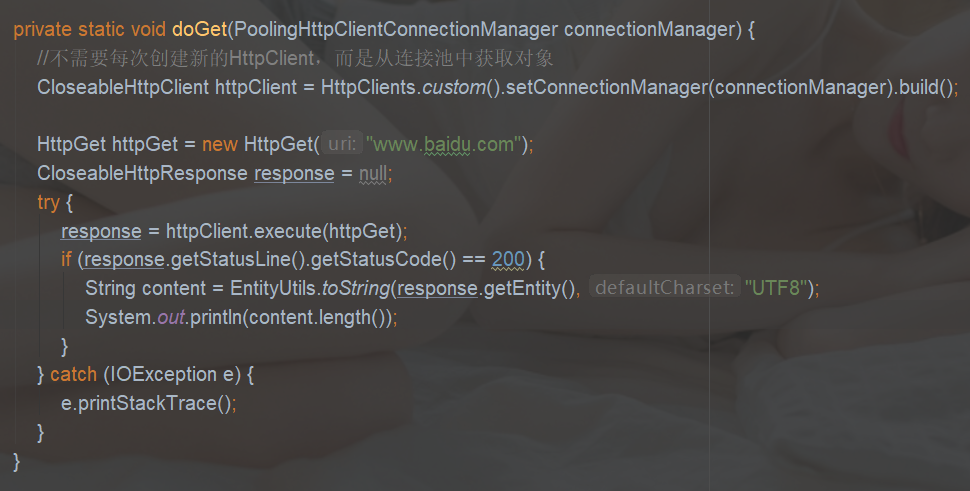 private static void doGet(PoolingHttpClientConnectionManager connectionManager) {
//不需要每次创建新的HttpClient，而是从连接池中获取对象
CloseableHttpClient httpClient = HttpClients.custom().setConnectionManager(connectionManager).build();
HttpGet httpGet = new HttpGet( uri: "www.baidu.com");
CloseableHttpResponse response = null;
try {
response = httpClient.execute(httpGet);
if (response.getStatusLine().getStatusCode() == 200) {
String content = EntityUtils.toString(response.getEntity(), defaultCharset: "UTF8");
System.out.println(content.length());
}
} catch (IOException e) {
e.printStackTrace();
}
}